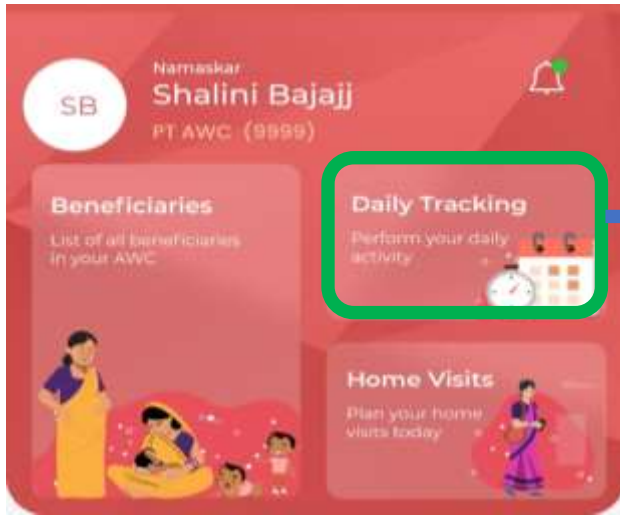 Namaskar
SB
Shalini Bajajj
PT AWC (9999)
Beneficiaries
List of all beneficiaries
in your AWC
Daily Tracking
Perform your daily
activity
Home Visits
Plan your home
visits today